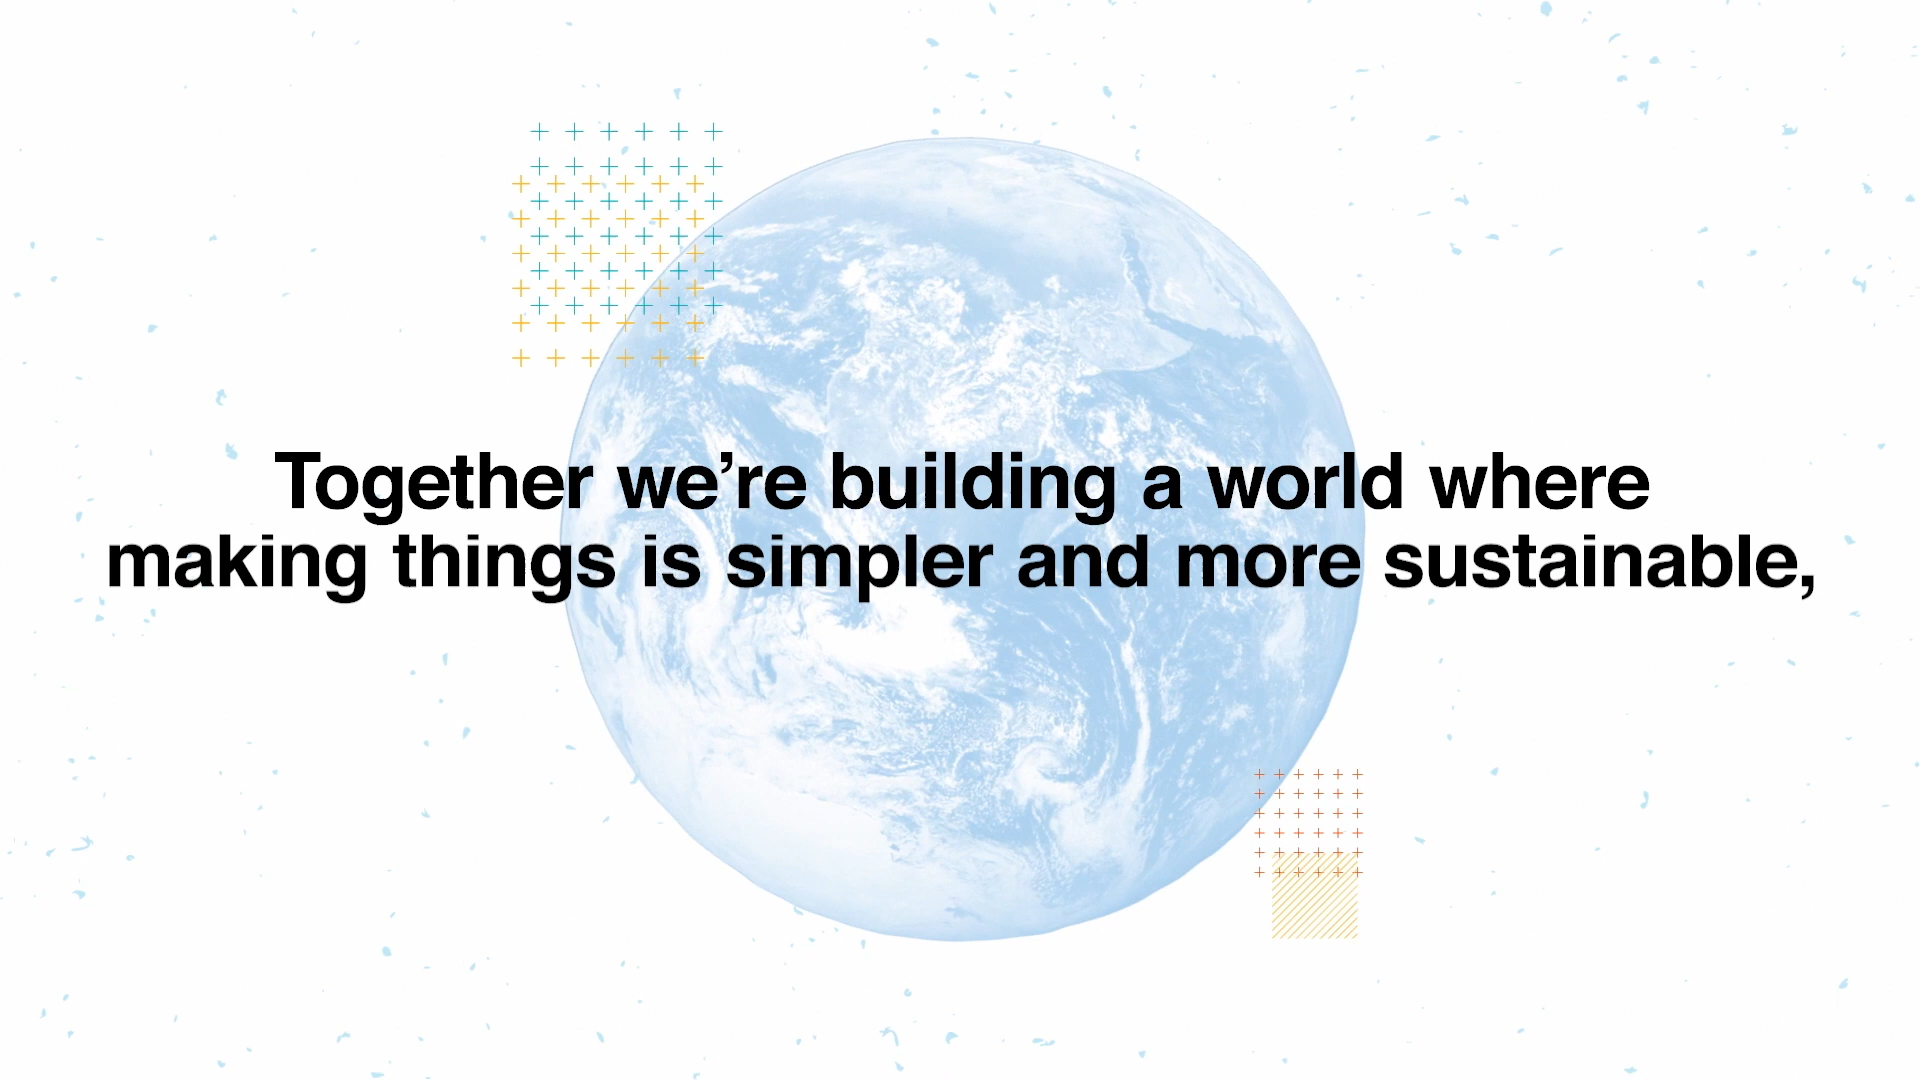 Together we’re building a world where
making things is simpler and more sustainable,